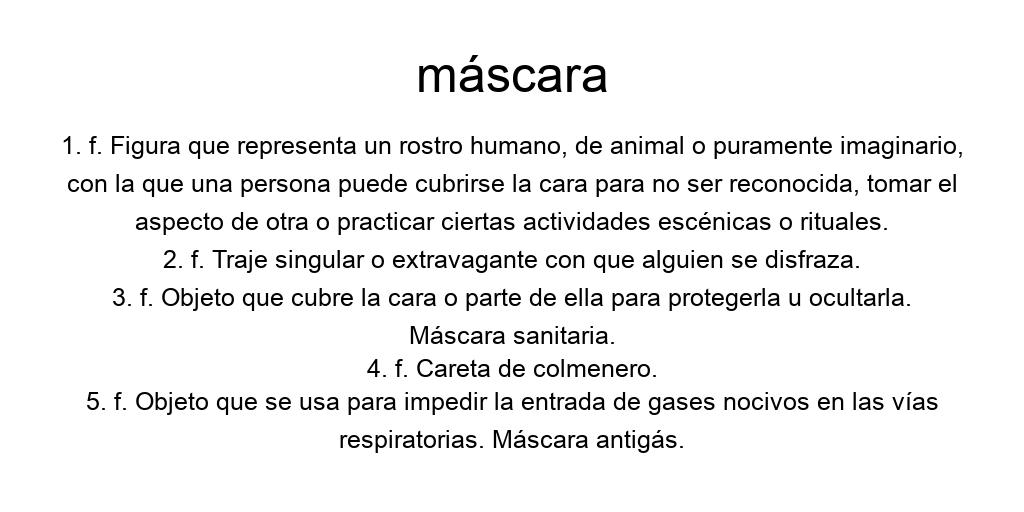 máscara
1. f. Figura que representa un rostro humano, de animal o puramente imaginario,
con la que una persona puede cubrirse la cara para no ser reconocida, tomar el
aspecto de otra o practicar ciertas actividades escénicas o rituales.
2. f. Traje singular o extravagante con que alguien se disfraza.
3. f. Objeto que cubre la cara o parte de ella para protegerla u ocultarla.
Máscara sanitaria.
4. f. Careta de colmenero.
5. f. Objeto que se usa para impedir la entrada de gases nocivos en las vías
respiratorias. Máscara antigás.